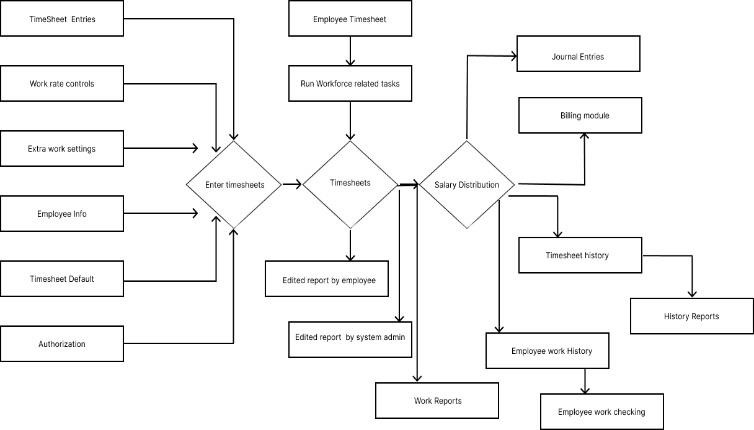 TimeSheet Entries
Employee Timesheet
Journal Entries
Work rate controls
Run Workforce related tasks
Billing module
Extra work settings
Enter timesheets
Timesheets
Salary Distribution
Employee Info
Timesheet history
Timesheet Default
Edited report by employee
History Reports
Authorization
Edited report by system admin
Employee work History
Work Reports
Employee work checking